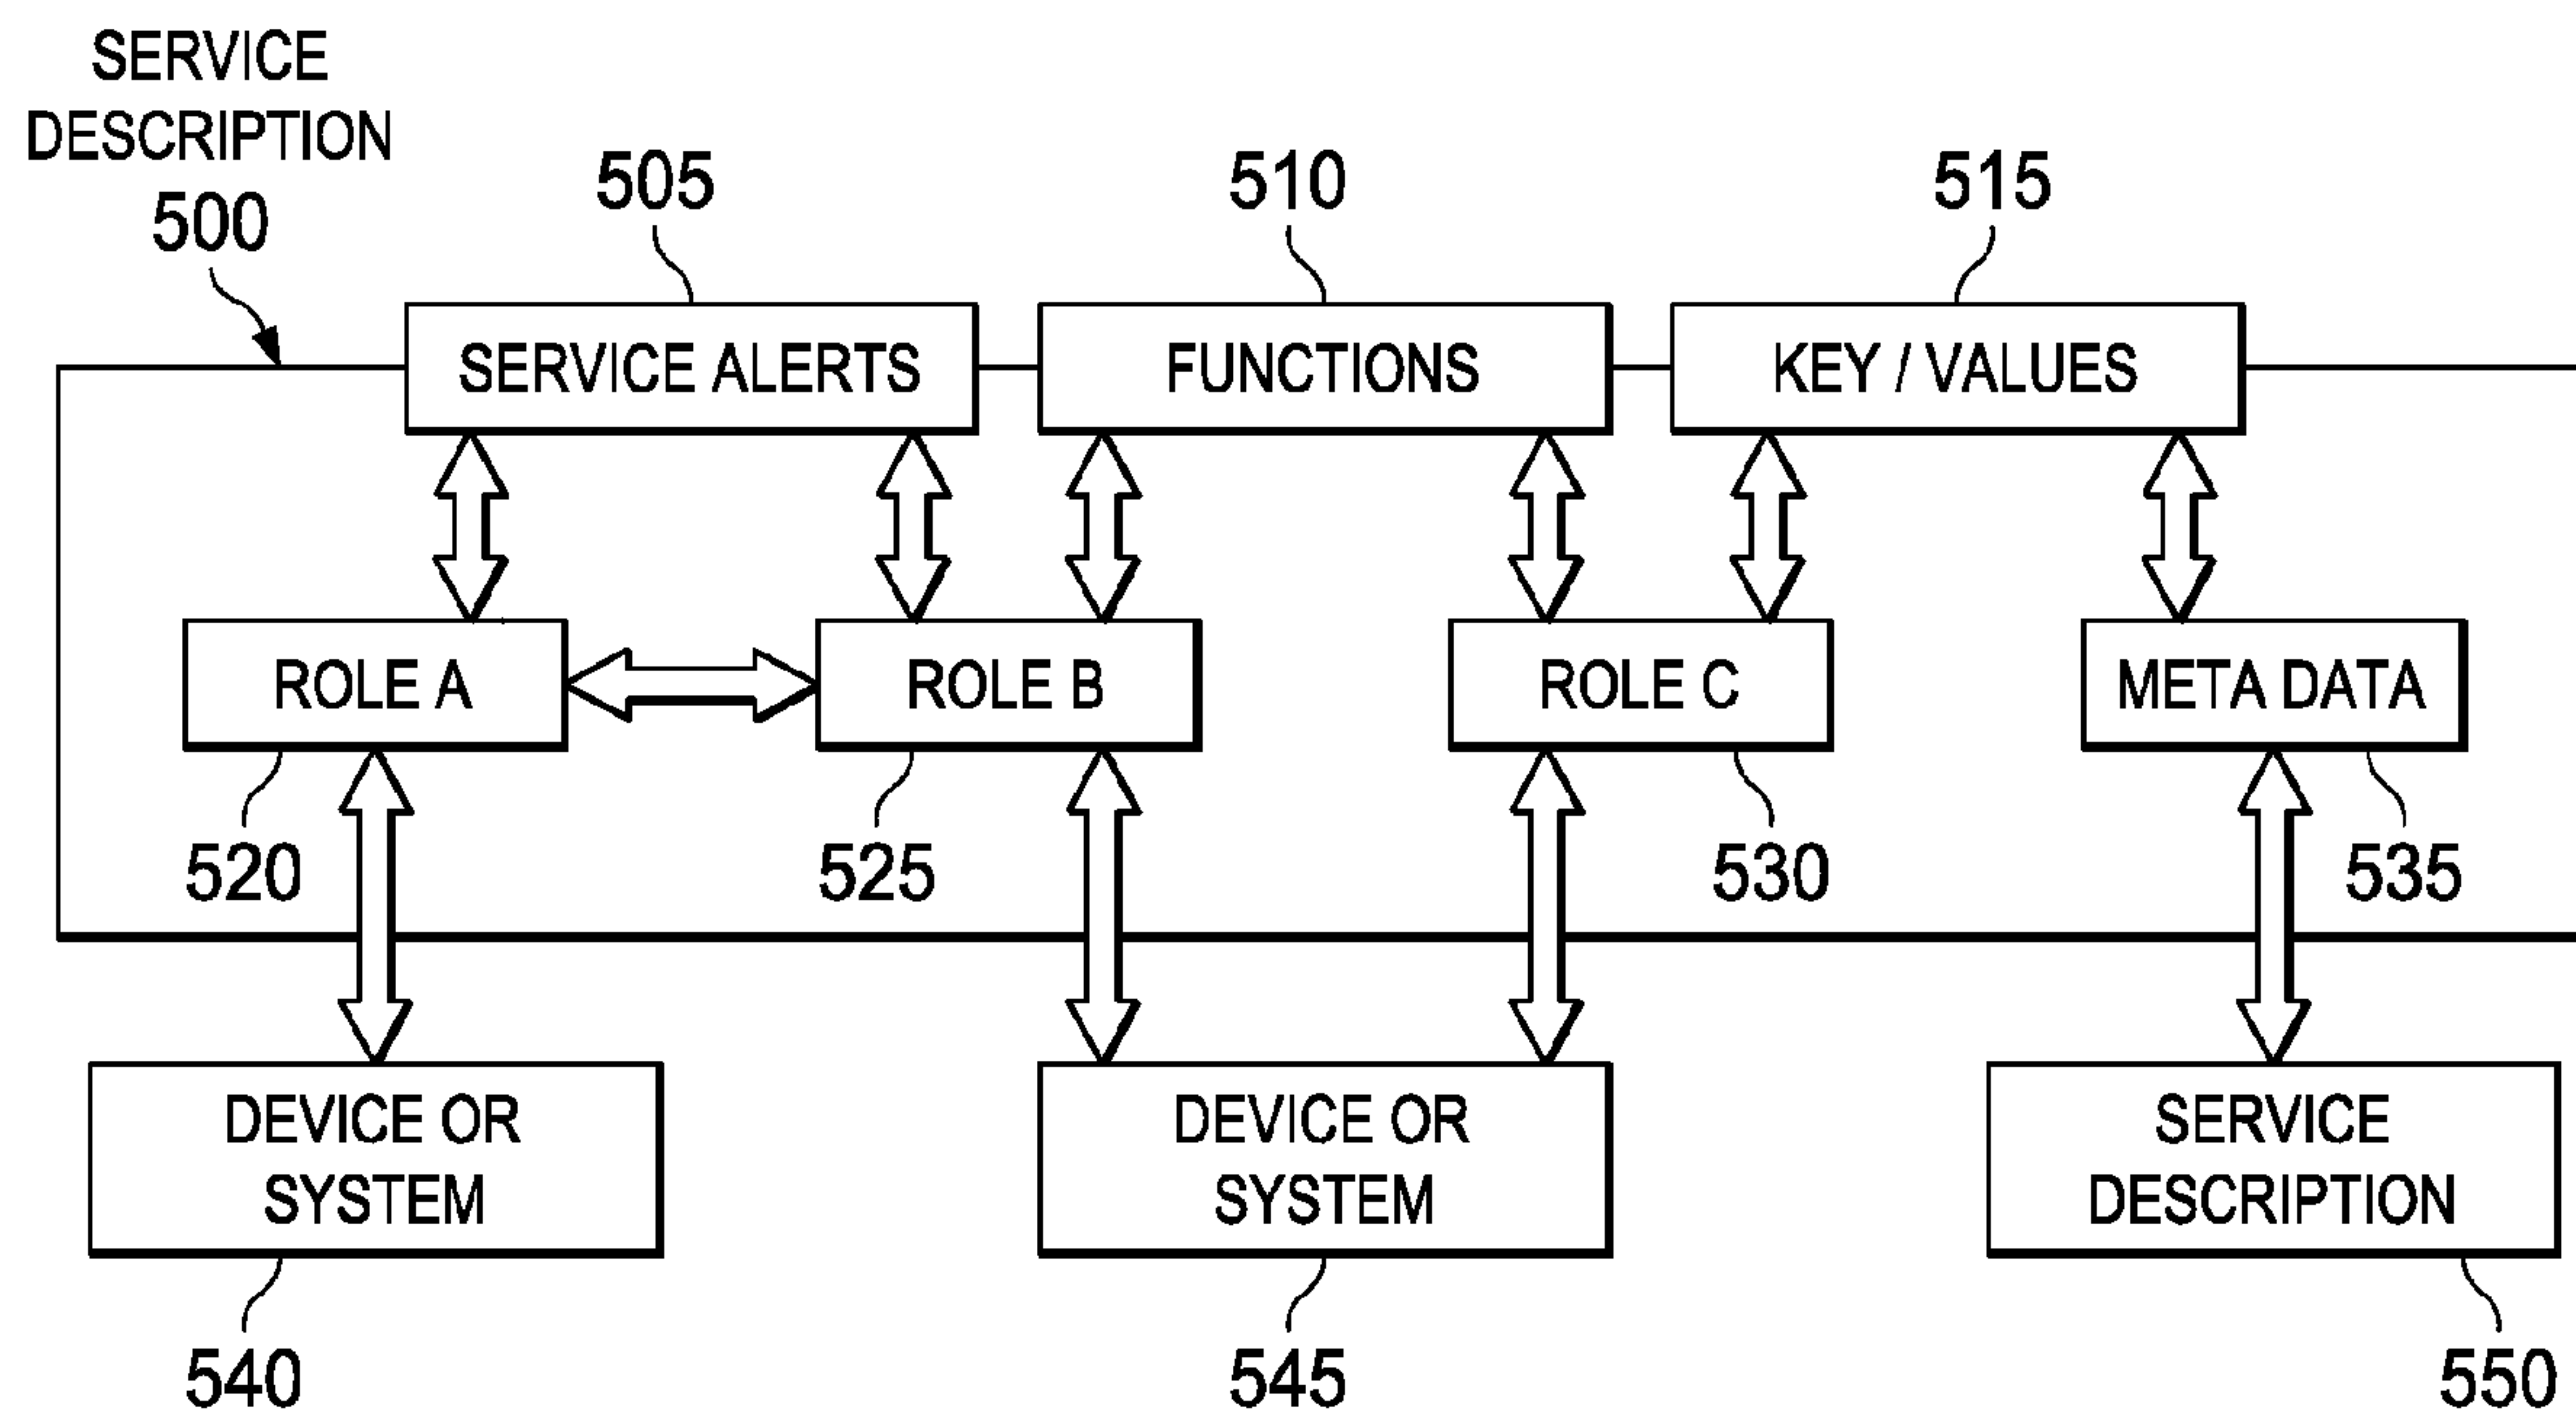 SERVICE
DESCRIPTION
500
505
510
515
SERVICE ALERTS
FUNCTIONS
KEY / VALUES
ROLE A
ROLE B
ROLE C
META DATA
520
525
530
535
DEVICE OR
SYSTEM
DEVICE OR
SYSTEM
SERVICE
DESCRIPTION
540
545
550